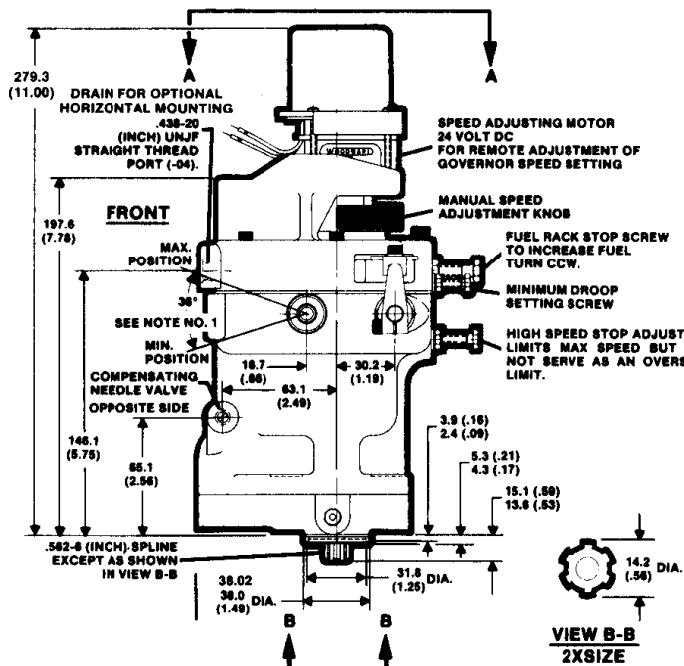 A A
279.3
(11.00)
DRAIN FOR OPTIONAL
HORIZONTAL MOUNTING
.438-20
(INCH) UNJF
STRAIGHT THREAD
PORT (-04).
WOODWARD
SPEED ADJUSTING MOTOR
24 VOLT DC
FOR REMOTE ADJUSTMENT OF
GOVERNOR SPEED SETTING
197.6
(7.78)
FRONT
MANUAL SPEED
ADJUSTMENT KNOB
MAX.
POSITION
FUEL RACK STOP SCREW
TO INCREASE FUEL
TURN CCW.
36°
SEE NOTE NO. 1
MINIMUM DROOP
SETTING SCREW
MIN.
POSITION
HIGH SPEED STOP ADJUST
LIMITS MAX SPEED BUT
NOT SERVE AS AN OVERS
LIMIT.
16.7
(.66)
30.2
(1.19)
63.1
(2.49)
COMPENSATING
NEEDLE VALVE
OPPOSITE SIDE
146.1
(5.75)
65.1
(2.56)
3.9 (.16)
2.4 (.09)
5.3 (.21)
4.3 (.17)
15.1 (.59)
13.6 (.53)
.562-6 (INCH) SPLINE
EXCEPT AS SHOWN
IN VIEW B-B
38.02
38.0 DIA.
(1.49)
31.8 DIA.
(1.25)
14.2 DIA.
(.56)
B B
VIEW B-B
2XSIZE